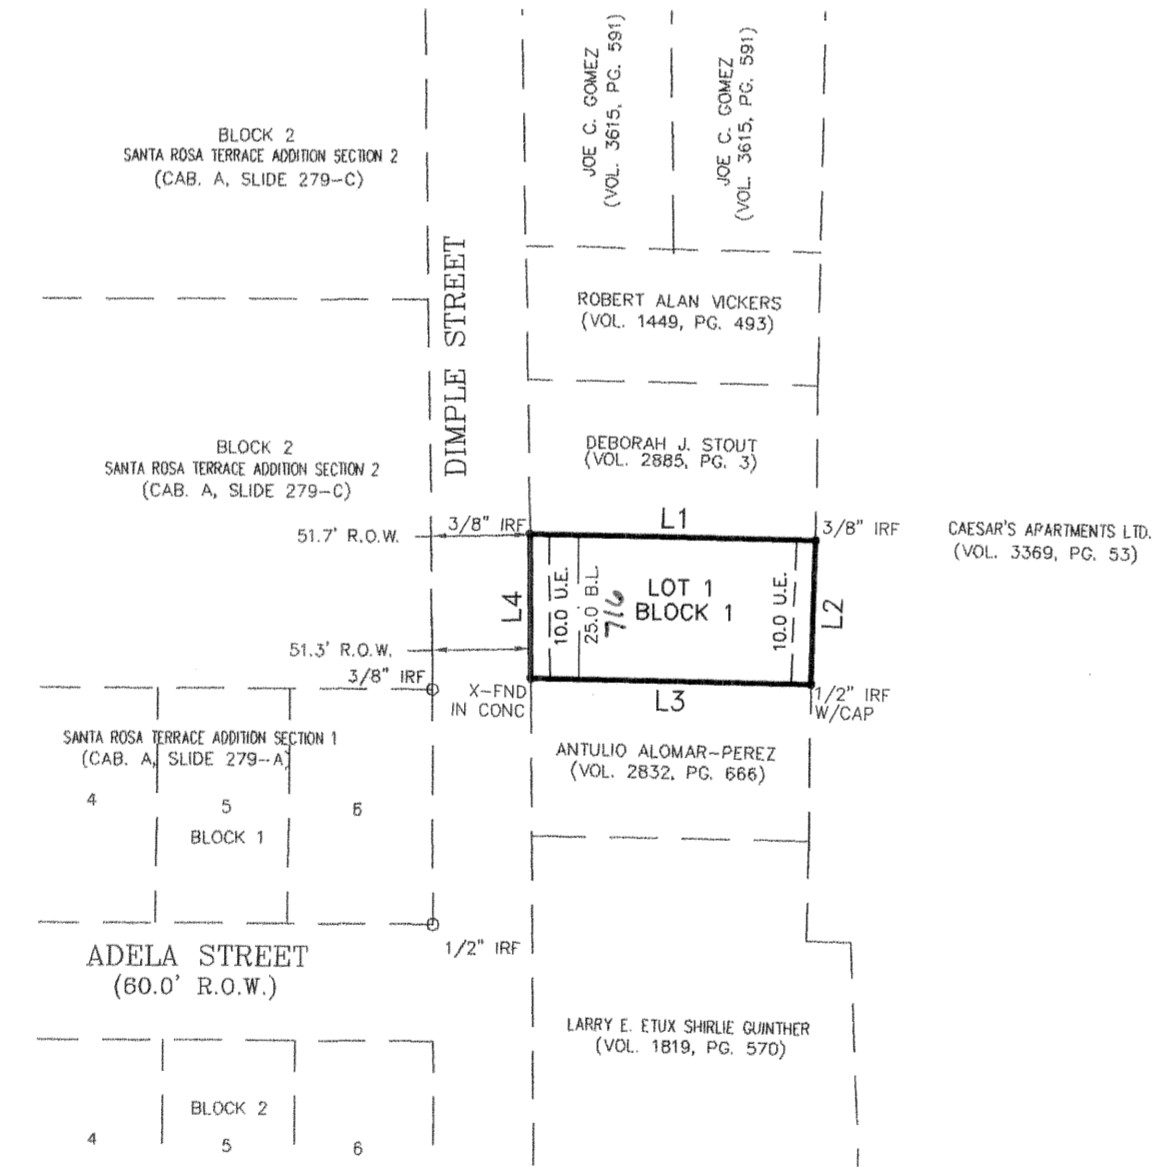 JOE C. GOMEZ
(VOL. 3615, PG. 591)
JOE C. GOMEZ
(VOL. 3615, PG. 591)
BLOCK 2
SANTA ROSA TERRACE ADDITION SECTION 2
(CAB. A, SLIDE 279-C)
DIMPLE STREET
ROBERT ALAN VICKERS
(VOL. 1449, PG. 493)
BLOCK 2
SANTA ROSA TERRACE ADDITION SECTION 2
(CAB. A, SLIDE 279-C)
DEBORAH J. STOUT
(VOL. 2885, PG. 3)
51.7' R.O.W.
3/8" IRF
L1
3/8" IRF
CAESAR'S APARTMENTS LTD.
(VOL. 3369, PG. 53)
L4
10.0 U.E.
25.0 B.L.
716
LOT 1
BLOCK 1
10.0 U.E.
L2
51.3' R.O.W.
3/8" IRF
X-FND
IN CONC
L3
1/2" IRF
W/CAP
SANTA ROSA TERRACE ADDITION SECTION 1
(CAB. A, SLIDE 279-A)
4
5
6
BLOCK 1
ANTULIO ALOMAR-PEREZ
(VOL. 2832, PG. 666)
1/2" IRF
ADELA STREET
(60.0' R.O.W.)
LARRY E. ETUX SHIRLIE GUINTHER
(VOL. 1819, PG. 570)
BLOCK 2
4
5
6